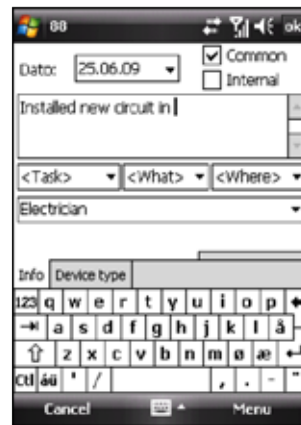 88 ok
Dato: 25.06.09 Common
Internal
Installed new circuit in
<Task> <What> <Where>
Electrician
Info Device type
123 q w e r t y u i o p
a s d f g h j k l å
z x c v b n m ø æ
Ctl áü ' / , . -
Cancel Menu